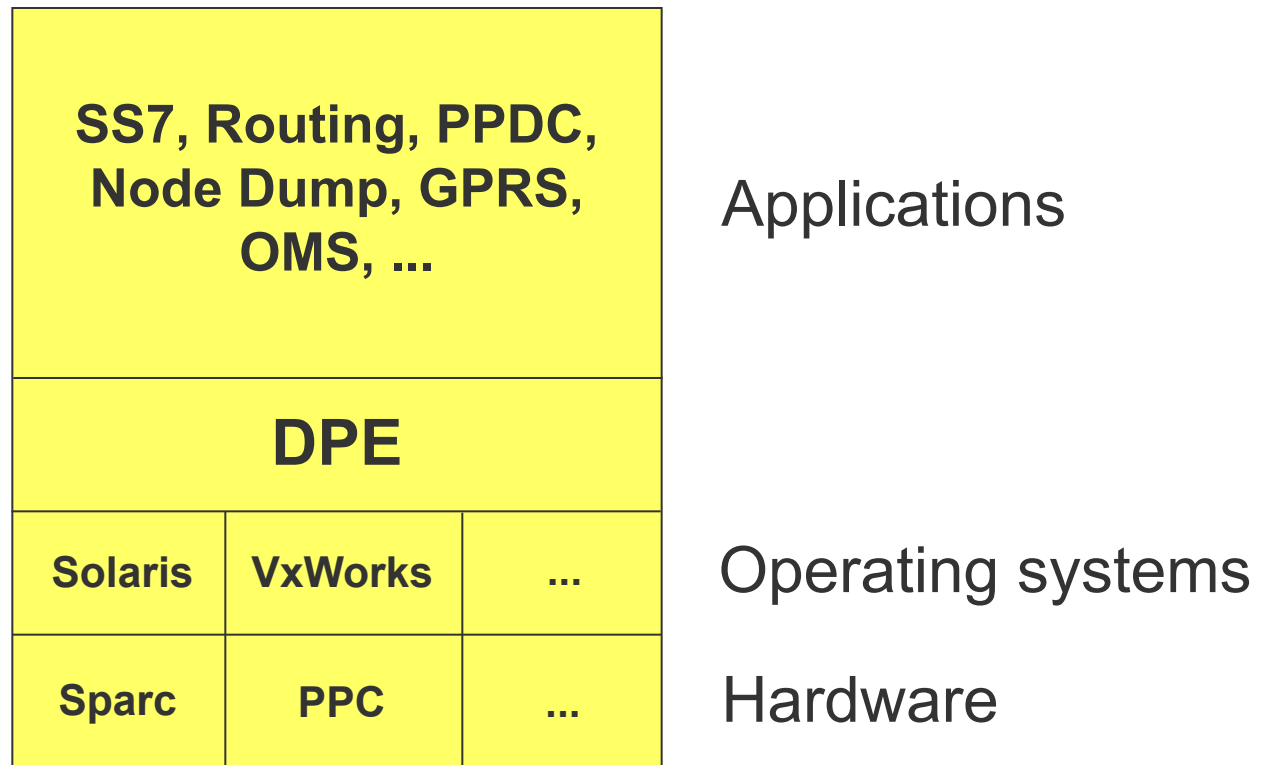 SS7, Routing, PPDC,
Node Dump, GPRS,
OMS, ...
Applications
DPE
Solaris
VxWorks
...
Operating systems
Sparc
PPC
...
Hardware